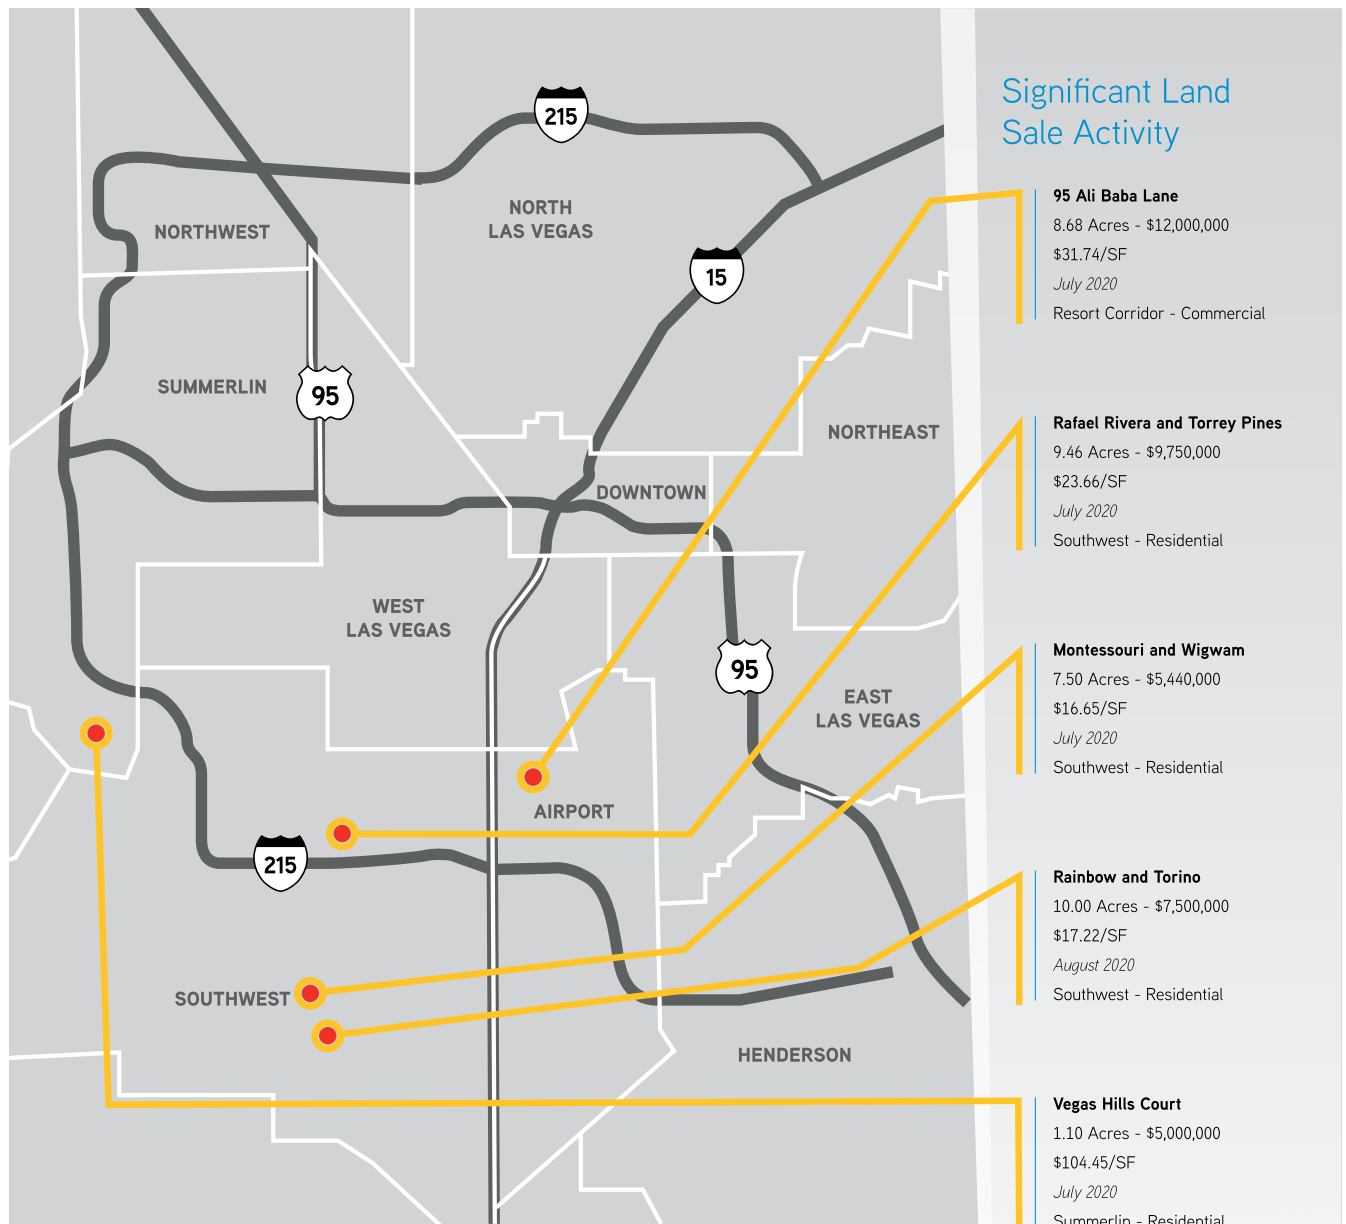 215
NORTH
LAS VEGAS
NORTHWEST
15
SUMMERLIN
95
NORTHEAST
DOWNTOWN
WEST
LAS VEGAS
95
EAST
LAS VEGAS
AIRPORT
215
SOUTHWEST
HENDERSON
Significant Land
Sale Activity
95 Ali Baba Lane
8.68 Acres - $12,000,000
$31.74/SF
July 2020
Resort Corridor - Commercial
Rafael Rivera and Torrey Pines
9.46 Acres - $9,750,000
$23.66/SF
July 2020
Southwest - Residential
Montessouri and Wigwam
7.50 Acres - $5,440,000
$16.65/SF
July 2020
Southwest - Residential
Rainbow and Torino
10.00 Acres - $7,500,000
$17.22/SF
August 2020
Southwest - Residential
Vegas Hills Court
1.10 Acres - $5,000,000
$104.45/SF
July 2020
Summerlin - Residential